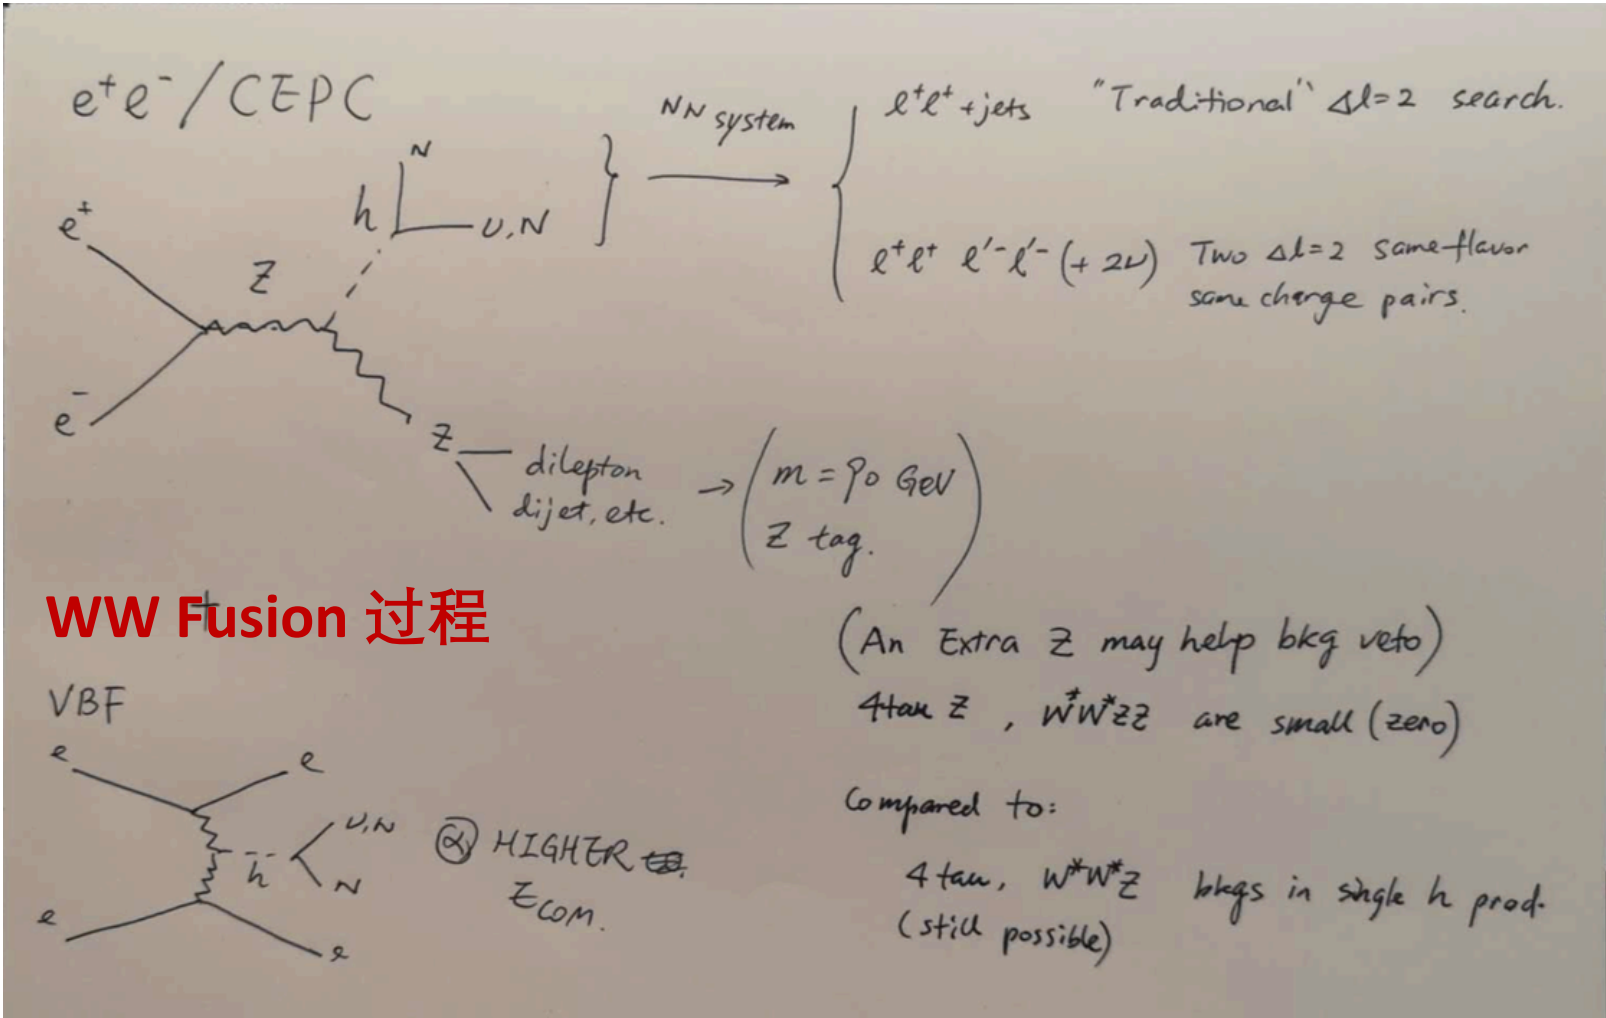 e⁺e⁻/CEPC
N
h
ν,N
e⁺
Z
e⁻
Z
dilepton
dijet, etc.
→ (m = 90 GeV
Z tag.)
NN system
ℓ⁺ℓ⁺ + jets "Traditional" Δl=2 search.
ℓ⁺ℓ⁺ ℓ'⁻ℓ'⁻ (+ 2ν) Two Δl=2 same-flavor
same charge pairs.
WW Fusion 过程
(An Extra Z may help bkg veto)
4tau Z , W*W*ZZ are small (zero)
Compared to:
4 tau, W*W*Z bkgs in single h prod.
(still possible)
VBF
e
e
ν,N
h
N
e
e
@ HIGHER
E COM.